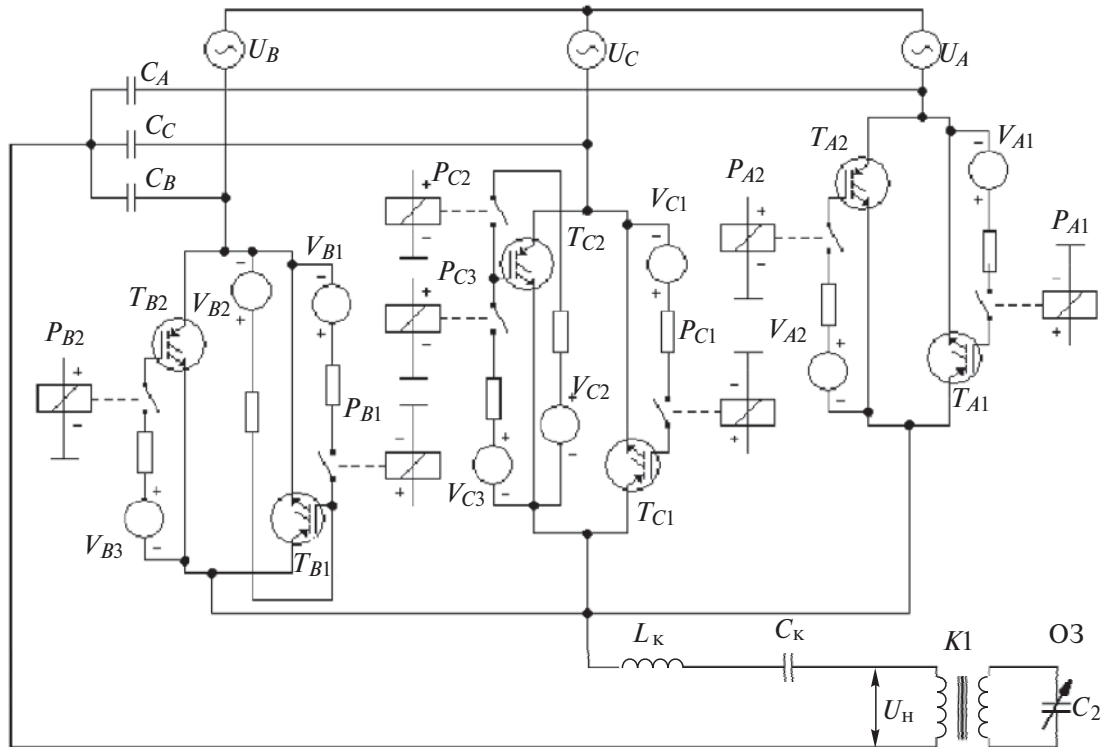 U_B U_C U_A
C_A
C_C
C_B
T_A2 V_A1
P_C2 P_A2
V_C1
P_A1
T_C2
V_B1
P_C3
T_B2 V_B2
P_C1
P_B2 V_A2
V_C2 T_A1
P_B1
V_C3 T_C1
V_B3 T_B1
L_к C_к K1 ОЗ
U_н C_2